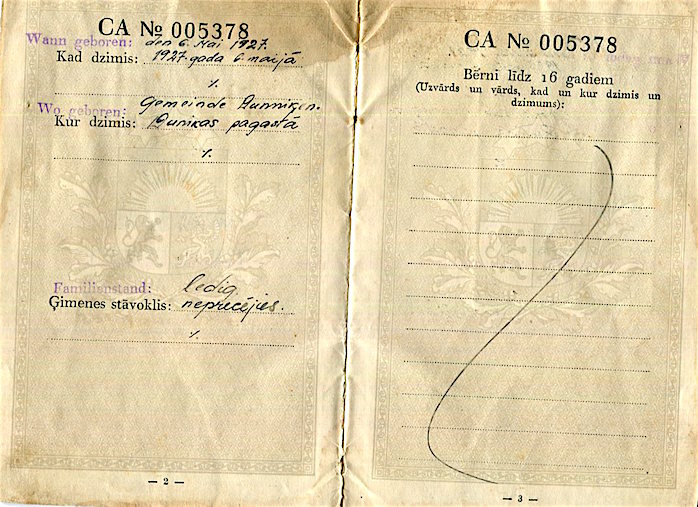 CA № 005378
Wann geboren: den 6. Mai 1927.
Kad dzimis: 1927. gada 6. maijā
٪.
Wo geboren: Gemeinde Dunniken.
Kur dzimis: Dunikas pagastā
٪.
Familienstand: ledig.
Ģimenes stāvoklis: neprecējies.
٪.
— 2 —
CA № 005378
Bērni līdz 16 gadiem
(Uzvārds un vārds, kad un kur dzimis un
dzimums):
— 3 —